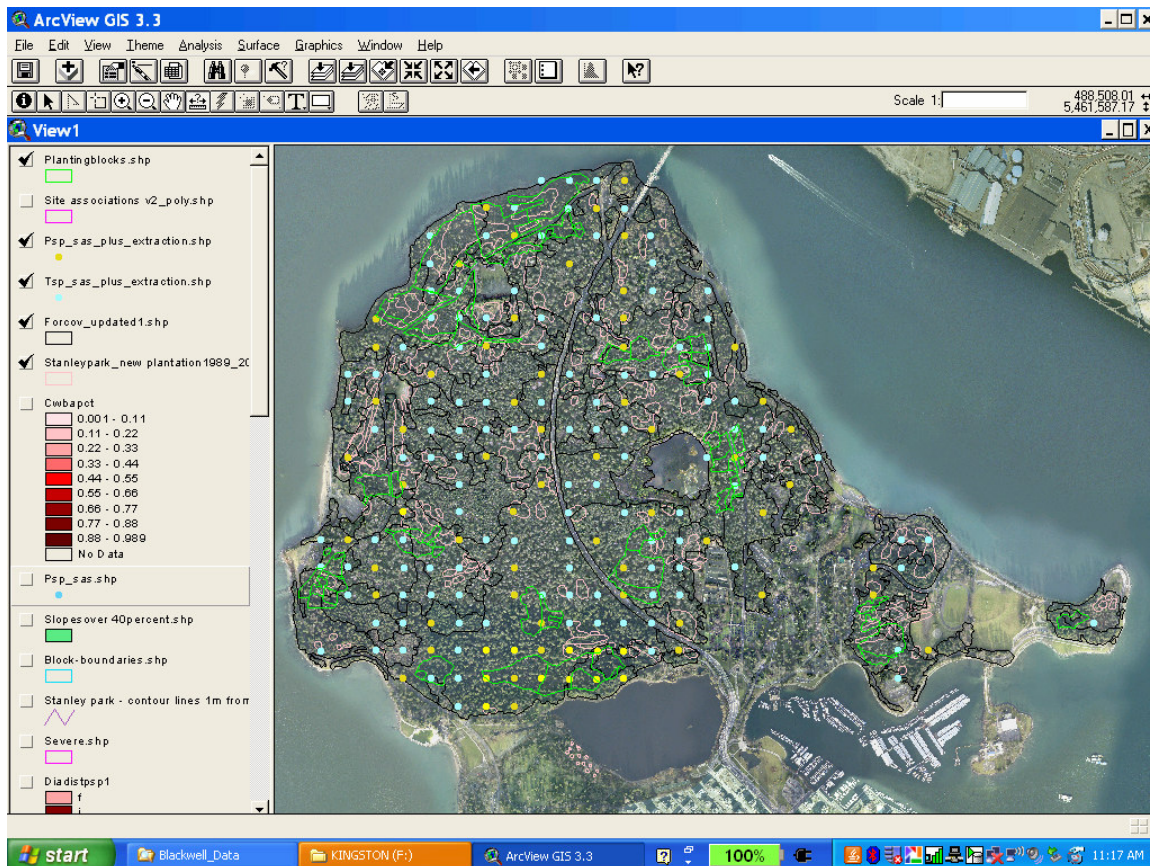 ArcView GIS 3.3
File Edit View Theme Analysis Surface Graphics Window Help
Scale 1:
488,508.01
5,461,587.17
View1
Plantingblocks.shp
Site associations v2_poly.shp
Psp_sas_plus_extraction.shp
Tsp_sas_plus_extraction.shp
Forcov_updated1.shp
Stanleypark_new plantation1989_20
Cwbapct
0.001 - 0.11
0.11 - 0.22
0.22 - 0.33
0.33 - 0.44
0.44 - 0.55
0.55 - 0.66
0.66 - 0.77
0.77 - 0.88
0.88 - 0.989
No Data
Psp_sas.shp
Slopesover 40percent.shp
Block-boundaries.shp
Stanley park - contour lines 1m from
Severe.shp
Diadistpsp1
f
start Blackwell_Data KINGSTON (F:) ArcView GIS 3.3 100% 11:17 AM